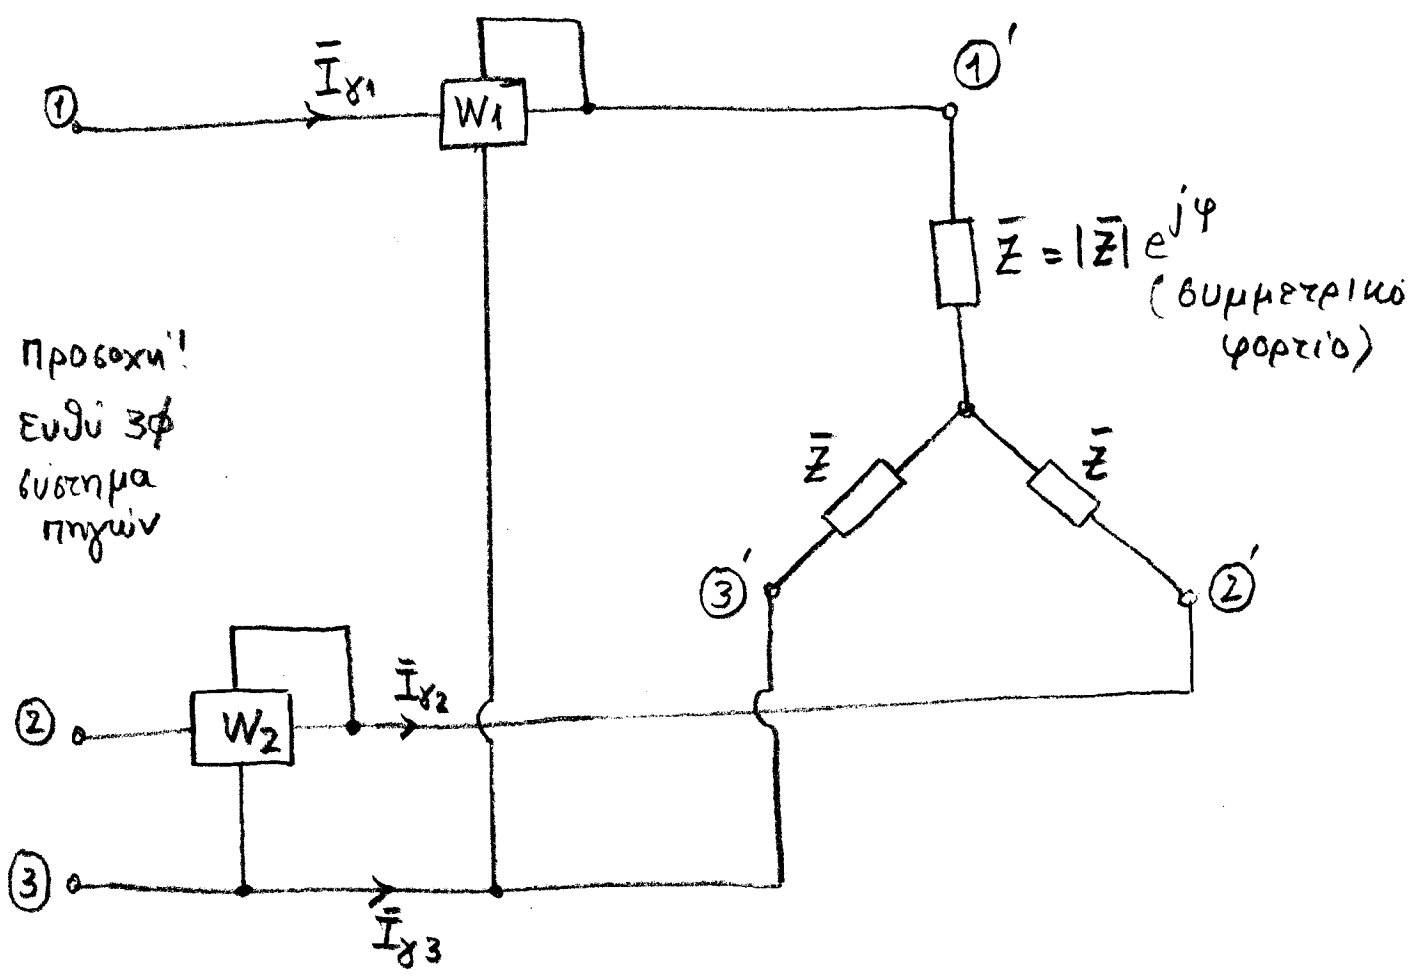 ①
Ī_γ1
W1
①'
Z̄ = |Z̄| e^{jφ}
(συμμετρικό
φορτίο)
Προσοχή!
Ευθύ 3φ
σύστημα
πηγών
Z̄
Z̄
③'
②'
②
W2
Ī_γ2
③
Ī_γ3